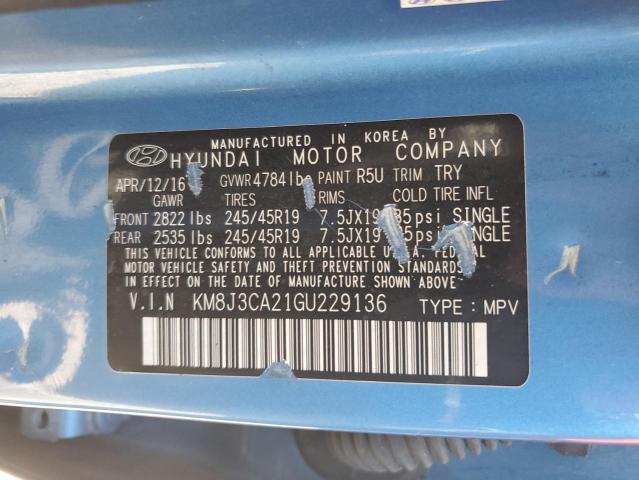 MANUFACTURED IN KOREA BY
HYUNDAI MOTOR COMPANY
APR/12/16 GVWR 4784lbs PAINT R5U TRIM TRY
GAWR TIRES RIMS COLD TIRE INFL
FRONT 2822 lbs 245/45R19 7.5JX19 35psi SINGLE
REAR 2535 lbs 245/45R19 7.5JX19 35psi SINGLE
THIS VEHICLE CONFORMS TO ALL APPLICABLE U.S.A. FEDERAL
MOTOR VEHICLE SAFETY AND THEFT PREVENTION STANDARDS
IN EFFECT ON THE DATE OF MANUFACTURE SHOWN ABOVE.
V.I.N KM8J3CA21GU229136 TYPE : MPV